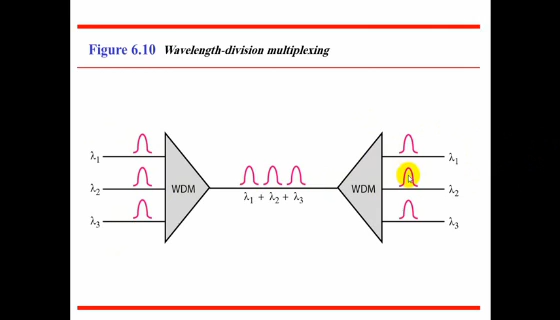 Figure 6.10 Wavelength-division multiplexing
λ1
λ2
λ3
WDM
λ1 + λ2 + λ3
WDM
λ1
λ2
λ3